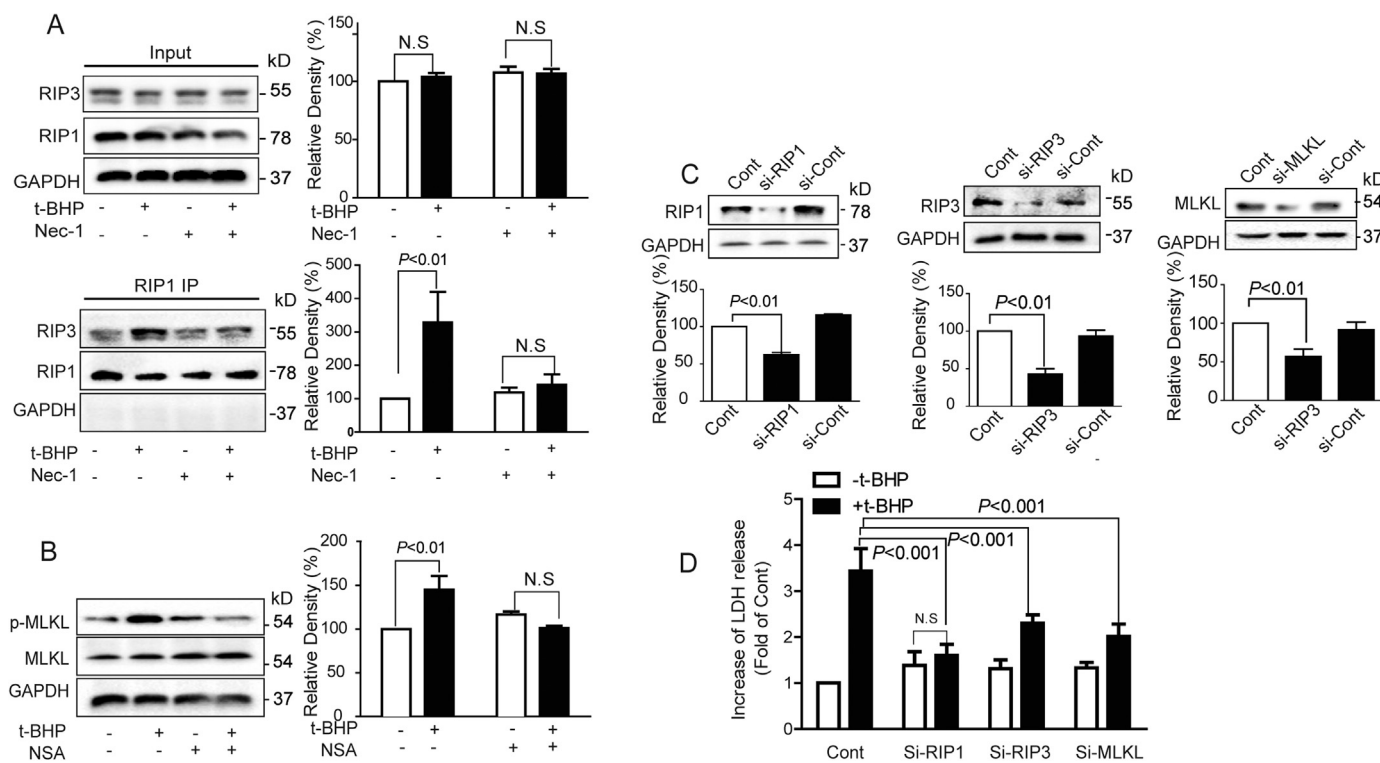 A
Input
kD
RIP3
55
RIP1
78
GAPDH
37
t-BHP - + - +
Nec-1 - - + +
Relative Density (%)
150
100
50
0
N.S
N.S
t-BHP - + - +
Nec-1 - - + +
RIP1 IP
kD
RIP3
55
RIP1
78
GAPDH
37
t-BHP - + - +
Nec-1 - - + +
Relative Density (%)
500
400
300
200
100
0
P<0.01
N.S
t-BHP - + - +
Nec-1 - - + +
B
kD
p-MLKL
54
MLKL
54
GAPDH
37
t-BHP - + - +
NSA - - + +
Relative Density (%)
200
150
100
50
0
P<0.01
N.S
t-BHP - + - +
NSA - - + +
C
Cont si-RIP1 si-Cont
kD
RIP1
78
GAPDH
37
Relative Density (%)
150
100
50
0
P<0.01
Cont si-RIP1 si-Cont
Cont si-RIP3 si-Cont
kD
RIP3
55
GAPDH
37
Relative Density (%)
150
100
50
0
P<0.01
Cont si-RIP3 si-Cont
Cont si-MLKL si-Cont
kD
MLKL
54
GAPDH
37
Relative Density (%)
150
100
50
0
P<0.01
Cont si-RIP3 si-Cont
D
-t-BHP
+t-BHP
Increase of LDH release
(Fold of Cont)
5
4
3
2
1
0
P<0.001
P<0.001
P<0.001
N.S
Cont Si-RIP1 Si-RIP3 Si-MLKL